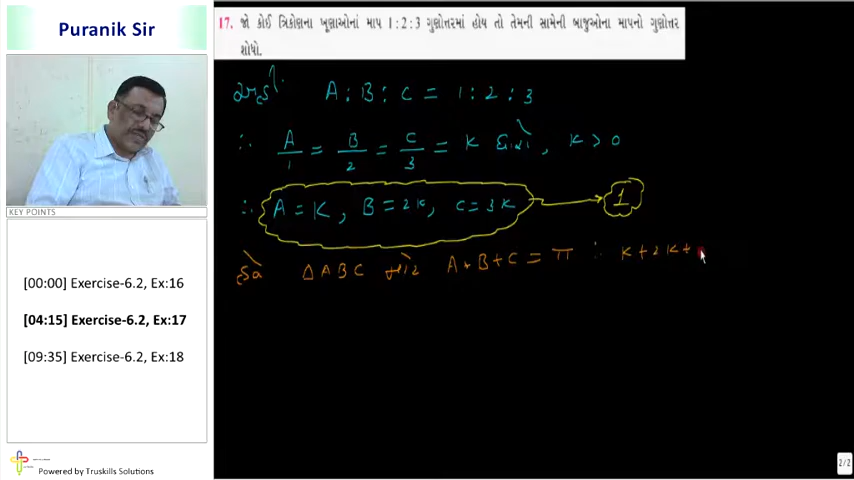 Puranik Sir
17. જો કોઈ ત્રિકોણના ખૂણાઓનાં માપ 1 : 2 : 3 ગુણોત્તરમાં હોય તો તેમની સામેની બાજુઓના માપનો ગુણોત્તર
શોધો.
A : B : C = 1 : 2 : 3
∴ A/1 = B/2 = C/3 = K ધારો, K > 0
∴ A = K, B = 2K, C = 3K → 1
હવે Δ ABC માટે A + B + C = π ∴ K + 2K +
KEY POINTS
[00:00] Exercise-6.2, Ex:16
[04:15] Exercise-6.2, Ex:17
[09:35] Exercise-6.2, Ex:18
Powered by Truskills Solutions
2/2